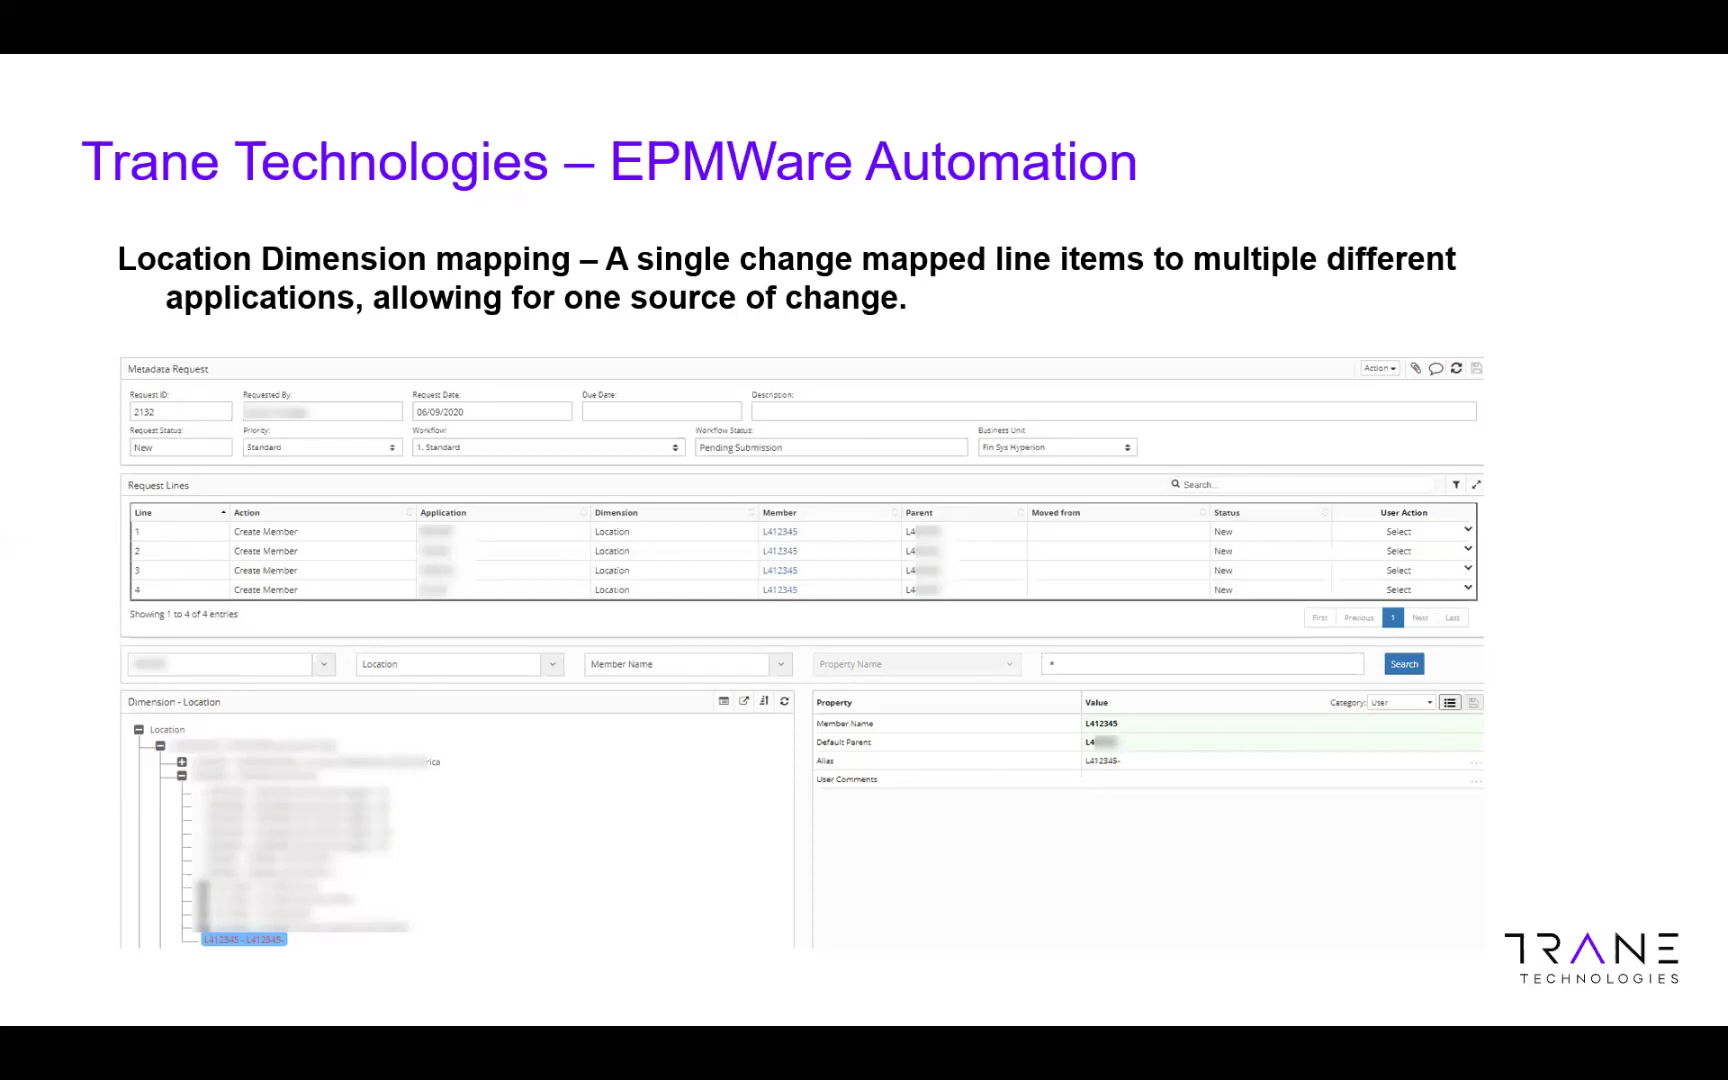 Trane Technologies – EPMWare Automation
Location Dimension mapping – A single change mapped line items to multiple different
applications, allowing for one source of change.
Metadata Request
Action
Request ID: Requested By: Request Date: Due Date: Description:
2132 06/09/2020
Request Status: Priority: Workflow: Workflow Status: Business Unit
New Standard 1. Standard Pending Submission Fin Sys Hyperion
Request Lines
Search...
Line Action Application Dimension Member Parent Moved from Status User Action
1 Create Member Location L412345 L4 New Select
2 Create Member Location L412345 L4 New Select
3 Create Member Location L412345 L4 New Select
4 Create Member Location L412345 L4 New Select
Showing 1 to 4 of 4 entries
First Previous 1 Next Last
Location Member Name Property Name * Search
Dimension - Location
Property Value Category: User
Location
Member Name L412345
Default Parent L4
Alias L412345-
User Comments
rica
L412345 - L412345-
TRANE
TECHNOLOGIES